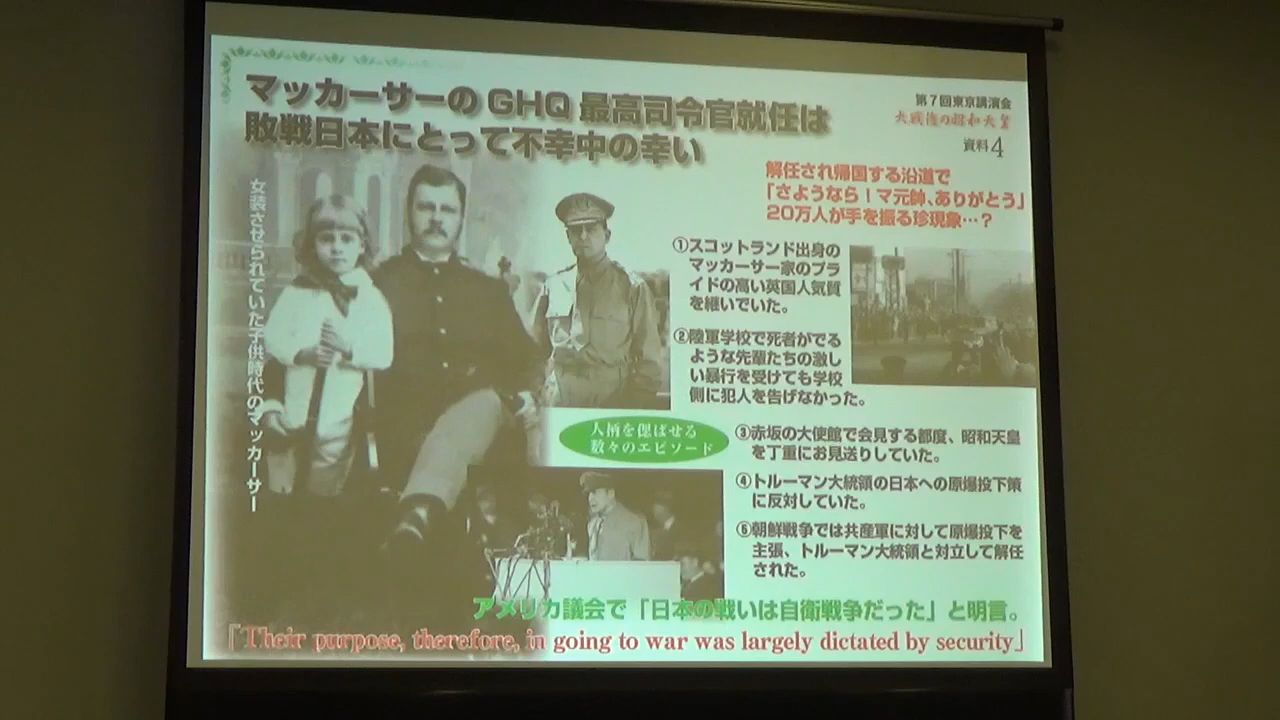 マッカーサーのGHQ最高司令官就任は
敗戦日本にとって不幸中の幸い
第7回東京講演会
大戦後の昭和天皇
資料4
解任され帰国する沿道で
「さようなら!マ元帥、ありがとう」
20万人が手を振る珍現象…?
女装させられていた子供時代のマッカーサー
①スコットランド出身の
マッカーサー家のプラ
イドの高い英国人気質
を継いでいた。
②陸軍学校で死者がでる
ような先輩たちの激し
い暴行を受けても学校
側に犯人を告げなかった。
人柄を偲ばせる
数々のエピソード
③赤坂の大使館で会見する都度、昭和天皇
を丁重にお見送りしていた。
④トルーマン大統領の日本への原爆投下策
に反対していた。
⑤朝鮮戦争では共産軍に対して原爆投下を
主張、トルーマン大統領と対立して解任
された。
アメリカ議会で「日本の戦いは自衛戦争だった」と明言。
「Their purpose, therefore, in going to war was largely dictated by security」